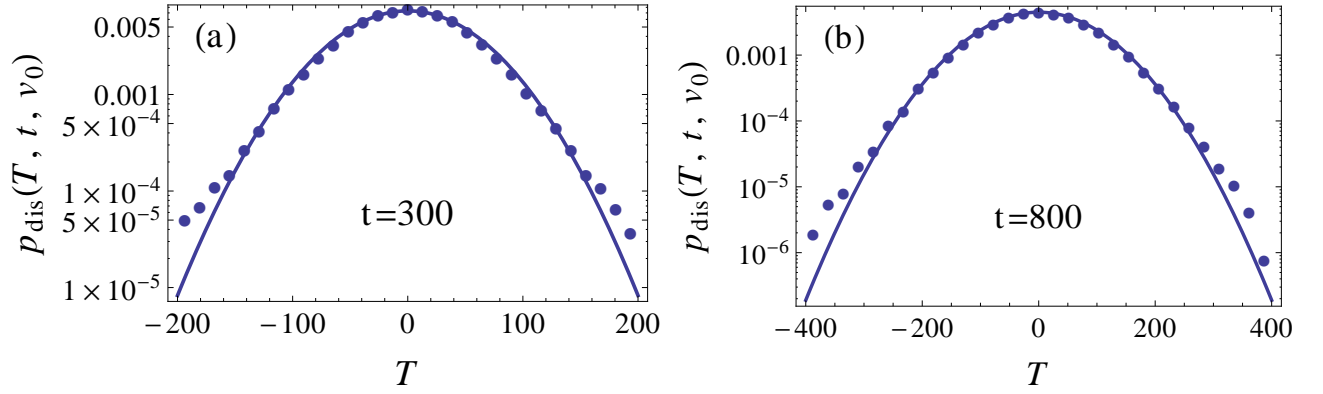 (a)
p_dis(T, t, v_0)
0.005
0.001
5 × 10^-4
1 × 10^-4
5 × 10^-5
1 × 10^-5
t=300
−200 −100 0 100 200
T
(b)
p_dis(T, t, v_0)
0.001
10^-4
10^-5
10^-6
t=800
−400 −200 0 200 400
T